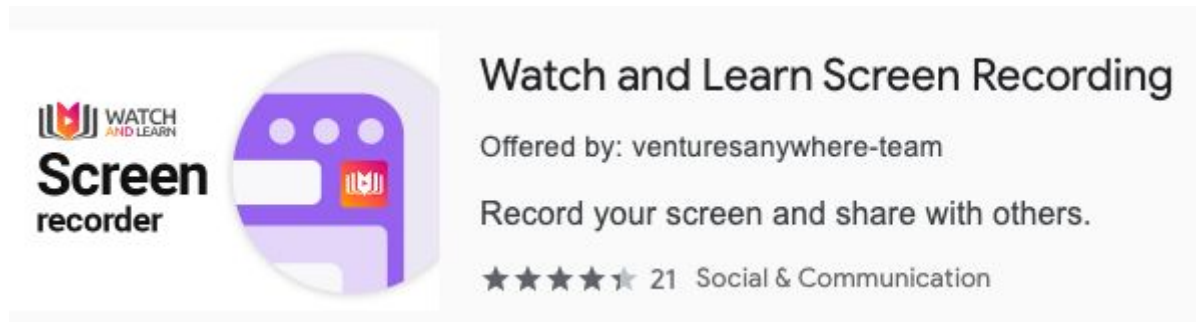 WATCH
AND LEARN
Screen
recorder
Watch and Learn Screen Recording
Offered by: venturesanywhere-team
Record your screen and share with others.
21 Social & Communication